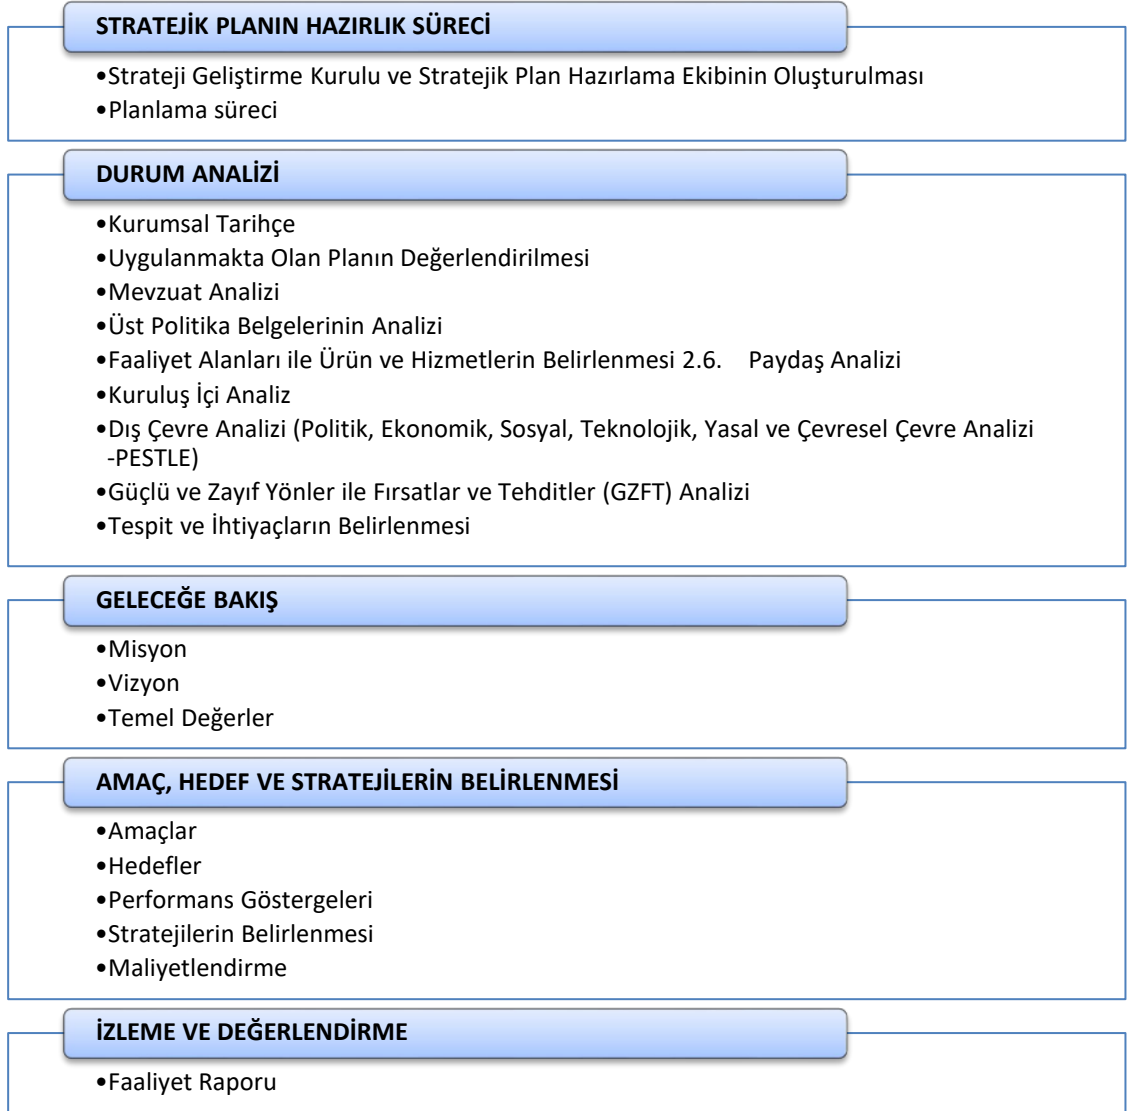 STRATEJİK PLANIN HAZIRLIK SÜRECİ
•Strateji Geliştirme Kurulu ve Stratejik Plan Hazırlama Ekibinin Oluşturulması
•Planlama süreci
DURUM ANALİZİ
•Kurumsal Tarihçe
•Uygulanmakta Olan Planın Değerlendirilmesi
•Mevzuat Analizi
•Üst Politika Belgelerinin Analizi
•Faaliyet Alanları ile Ürün ve Hizmetlerin Belirlenmesi 2.6. Paydaş Analizi
•Kuruluş İçi Analiz
•Dış Çevre Analizi (Politik, Ekonomik, Sosyal, Teknolojik, Yasal ve Çevresel Çevre Analizi
-PESTLE)
•Güçlü ve Zayıf Yönler ile Fırsatlar ve Tehditler (GZFT) Analizi
•Tespit ve İhtiyaçların Belirlenmesi
GELECEĞE BAKIŞ
•Misyon
•Vizyon
•Temel Değerler
AMAÇ, HEDEF VE STRATEJİLERİN BELİRLENMESİ
•Amaçlar
•Hedefler
•Performans Göstergeleri
•Stratejilerin Belirlenmesi
•Maliyetlendirme
İZLEME VE DEĞERLENDİRME
•Faaliyet Raporu